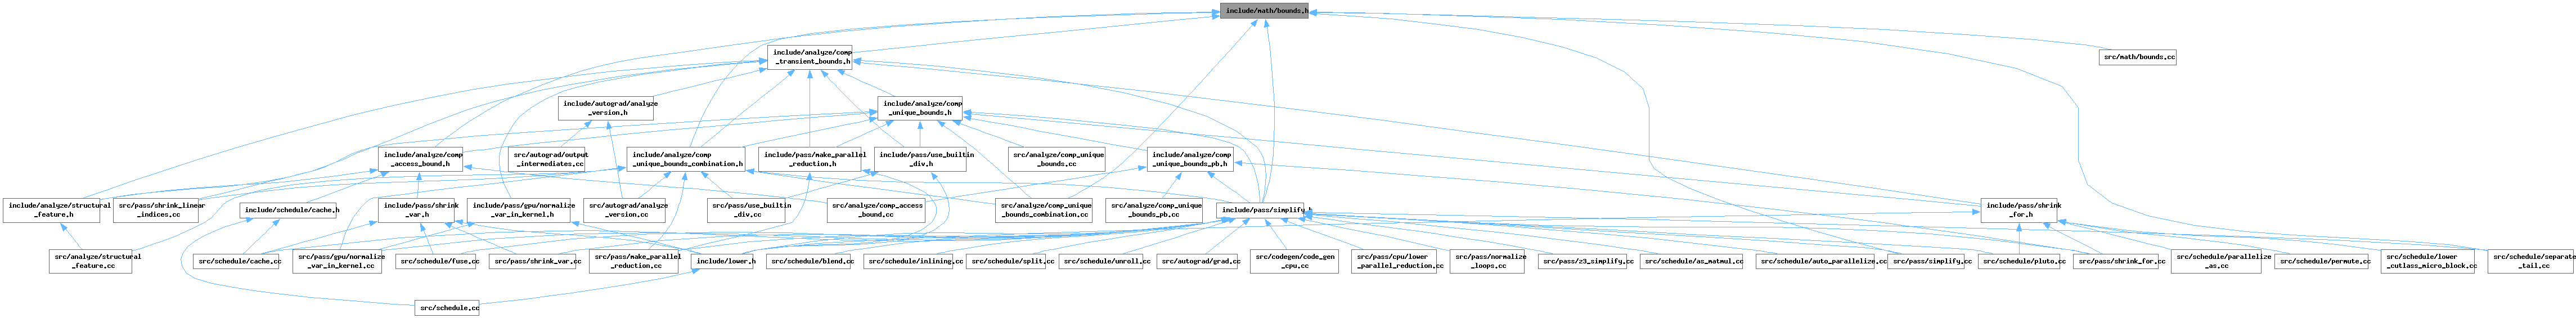 include/math/bounds.h
include/analyze/comp
_transient_bounds.h
src/math/bounds.cc
include/autograd/analyze
_version.h
include/analyze/comp
_unique_bounds.h
include/analyze/comp
_access_bound.h
src/autograd/output
_intermediates.cc
include/analyze/comp
_unique_bounds_combination.h
include/pass/make_parallel
_reduction.h
include/pass/use_builtin
_div.h
src/analyze/comp_unique
_bounds.cc
include/analyze/comp
_unique_bounds_pb.h
include/analyze/structural
_feature.h
src/pass/shrink_linear
_indices.cc
include/schedule/cache.h
include/pass/shrink
_var.h
include/pass/gpu/normalize
_var_in_kernel.h
src/autograd/analyze
_version.cc
src/pass/use_builtin
_div.cc
src/analyze/comp_access
_bound.cc
src/analyze/comp_unique
_bounds_combination.cc
src/analyze/comp_unique
_bounds_pb.cc
include/pass/simplify.h
include/pass/shrink
_for.h
src/analyze/structural
_feature.cc
src/schedule/cache.cc
src/pass/gpu/normalize
_var_in_kernel.cc
src/schedule/fuse.cc
src/pass/shrink_var.cc
src/pass/make_parallel
_reduction.cc
include/lower.h
src/schedule/blend.cc
src/schedule/inlining.cc
src/schedule/split.cc
src/schedule/unroll.cc
src/autograd/grad.cc
src/codegen/code_gen
_cpu.cc
src/pass/cpu/lower
_parallel_reduction.cc
src/pass/normalize
_loops.cc
src/pass/z3_simplify.cc
src/schedule/as_matmul.cc
src/schedule/auto_parallelize.cc
src/pass/simplify.cc
src/schedule/pluto.cc
src/pass/shrink_for.cc
src/schedule/parallelize
_as.cc
src/schedule/permute.cc
src/schedule/lower
_cutlass_micro_block.cc
src/schedule/separate
_tail.cc
src/schedule.cc